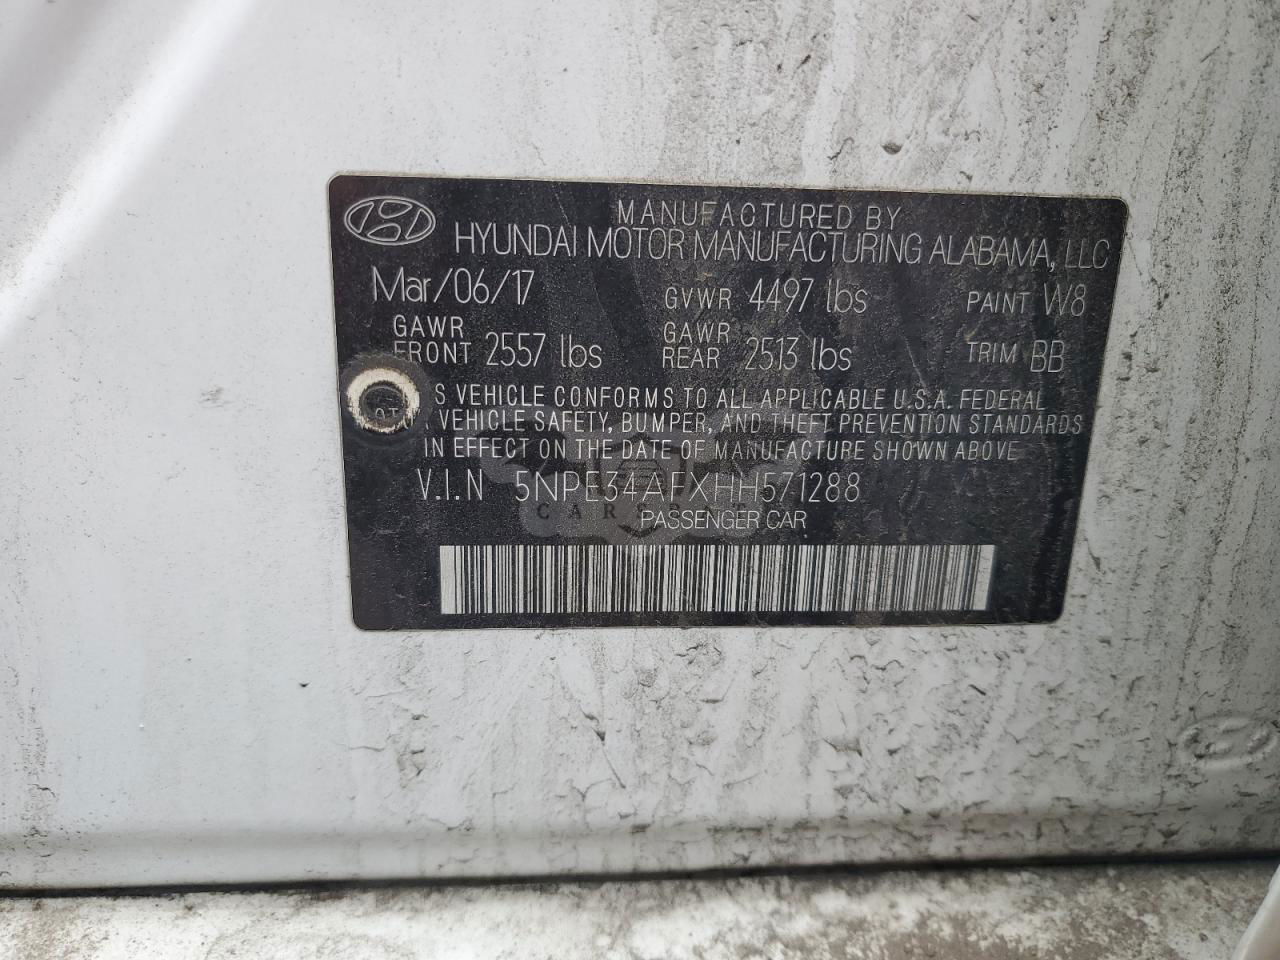 MANUFACTURED BY
HYUNDAI MOTOR MANUFACTURING ALABAMA, LLC
Mar/06/17 GVWR 4497 lbs PAINT W8
GAWR FRONT 2557 lbs GAWR REAR 2513 lbs TRIM BB
S VEHICLE CONFORMS TO ALL APPLICABLE U.S.A. FEDERAL
VEHICLE SAFETY, BUMPER, AND THEFT PREVENTION STANDARDS
IN EFFECT ON THE DATE OF MANUFACTURE SHOWN ABOVE
V.I.N 5NPE34AFXHH571288
PASSENGER CAR